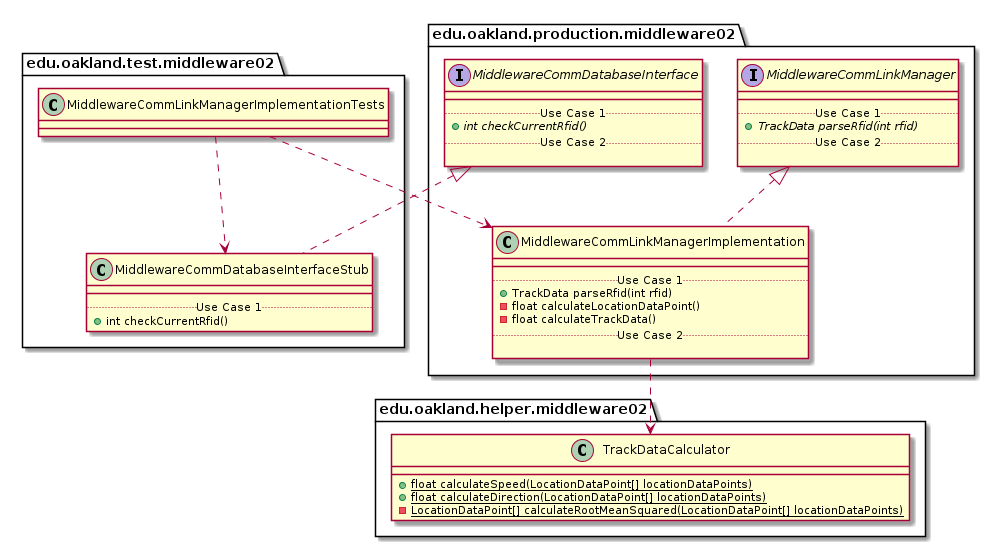 edu.oakland.test.middleware02
C MiddlewareCommLinkManagerImplementationTests
C MiddlewareCommDatabaseInterfaceStub
Use Case 1
int checkCurrentRfid()
edu.oakland.production.middleware02
I MiddlewareCommDatabaseInterface
Use Case 1
int checkCurrentRfid()
Use Case 2
I MiddlewareCommLinkManager
Use Case 1
TrackData parseRfid(int rfid)
Use Case 2
C MiddlewareCommLinkManagerImplementation
Use Case 1
TrackData parseRfid(int rfid)
float calculateLocationDataPoint()
float calculateTrackData()
Use Case 2
edu.oakland.helper.middleware02
C TrackDataCalculator
float calculateSpeed(LocationDataPoint[] locationDataPoints)
float calculateDirection(LocationDataPoint[] locationDataPoints)
LocationDataPoint[] calculateRootMeanSquared(LocationDataPoint[] locationDataPoints)